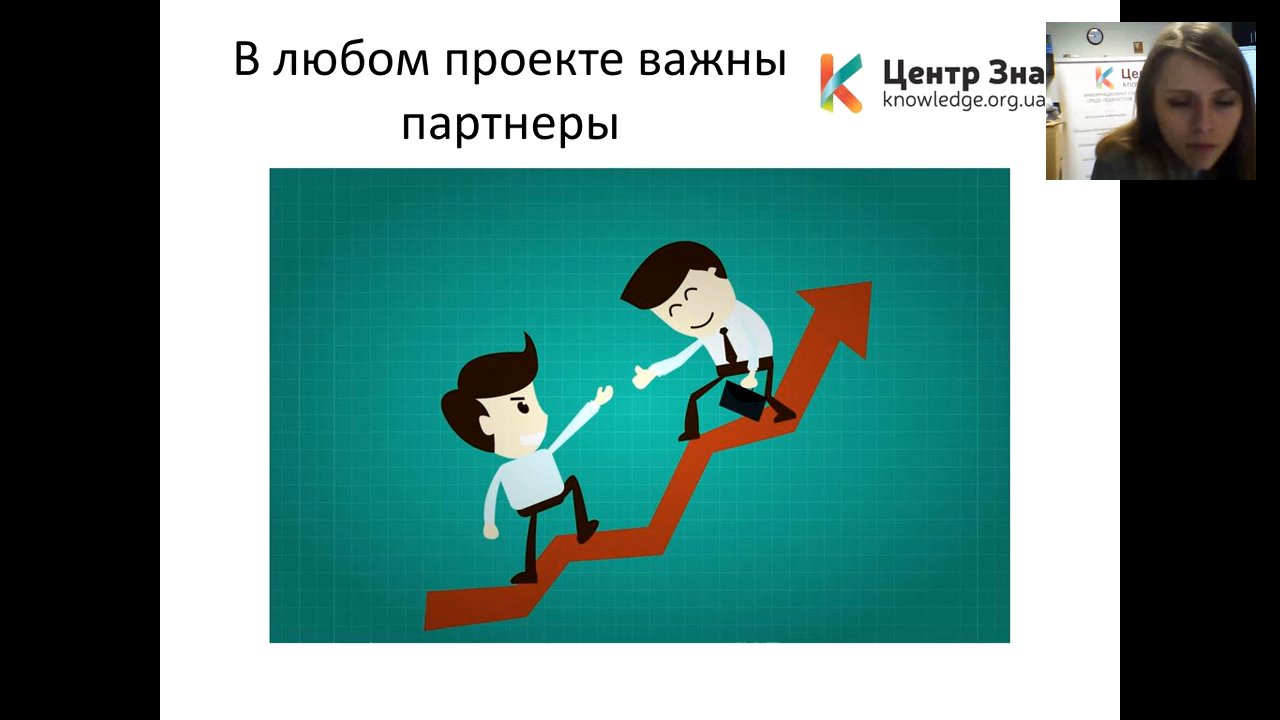 В любом проекте важны
партнеры
Центр Зна
knowledge.org.ua